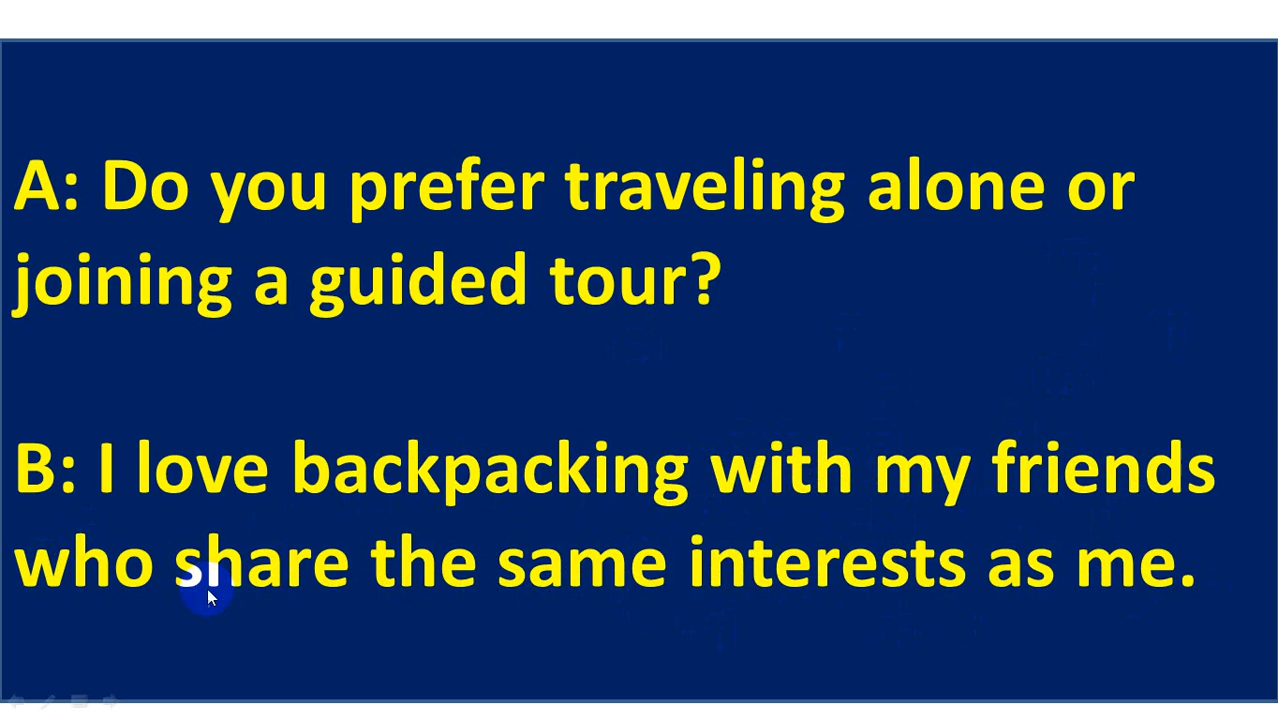 A: Do you prefer traveling alone or
joining a guided tour?
B: I love backpacking with my friends
who share the same interests as me.